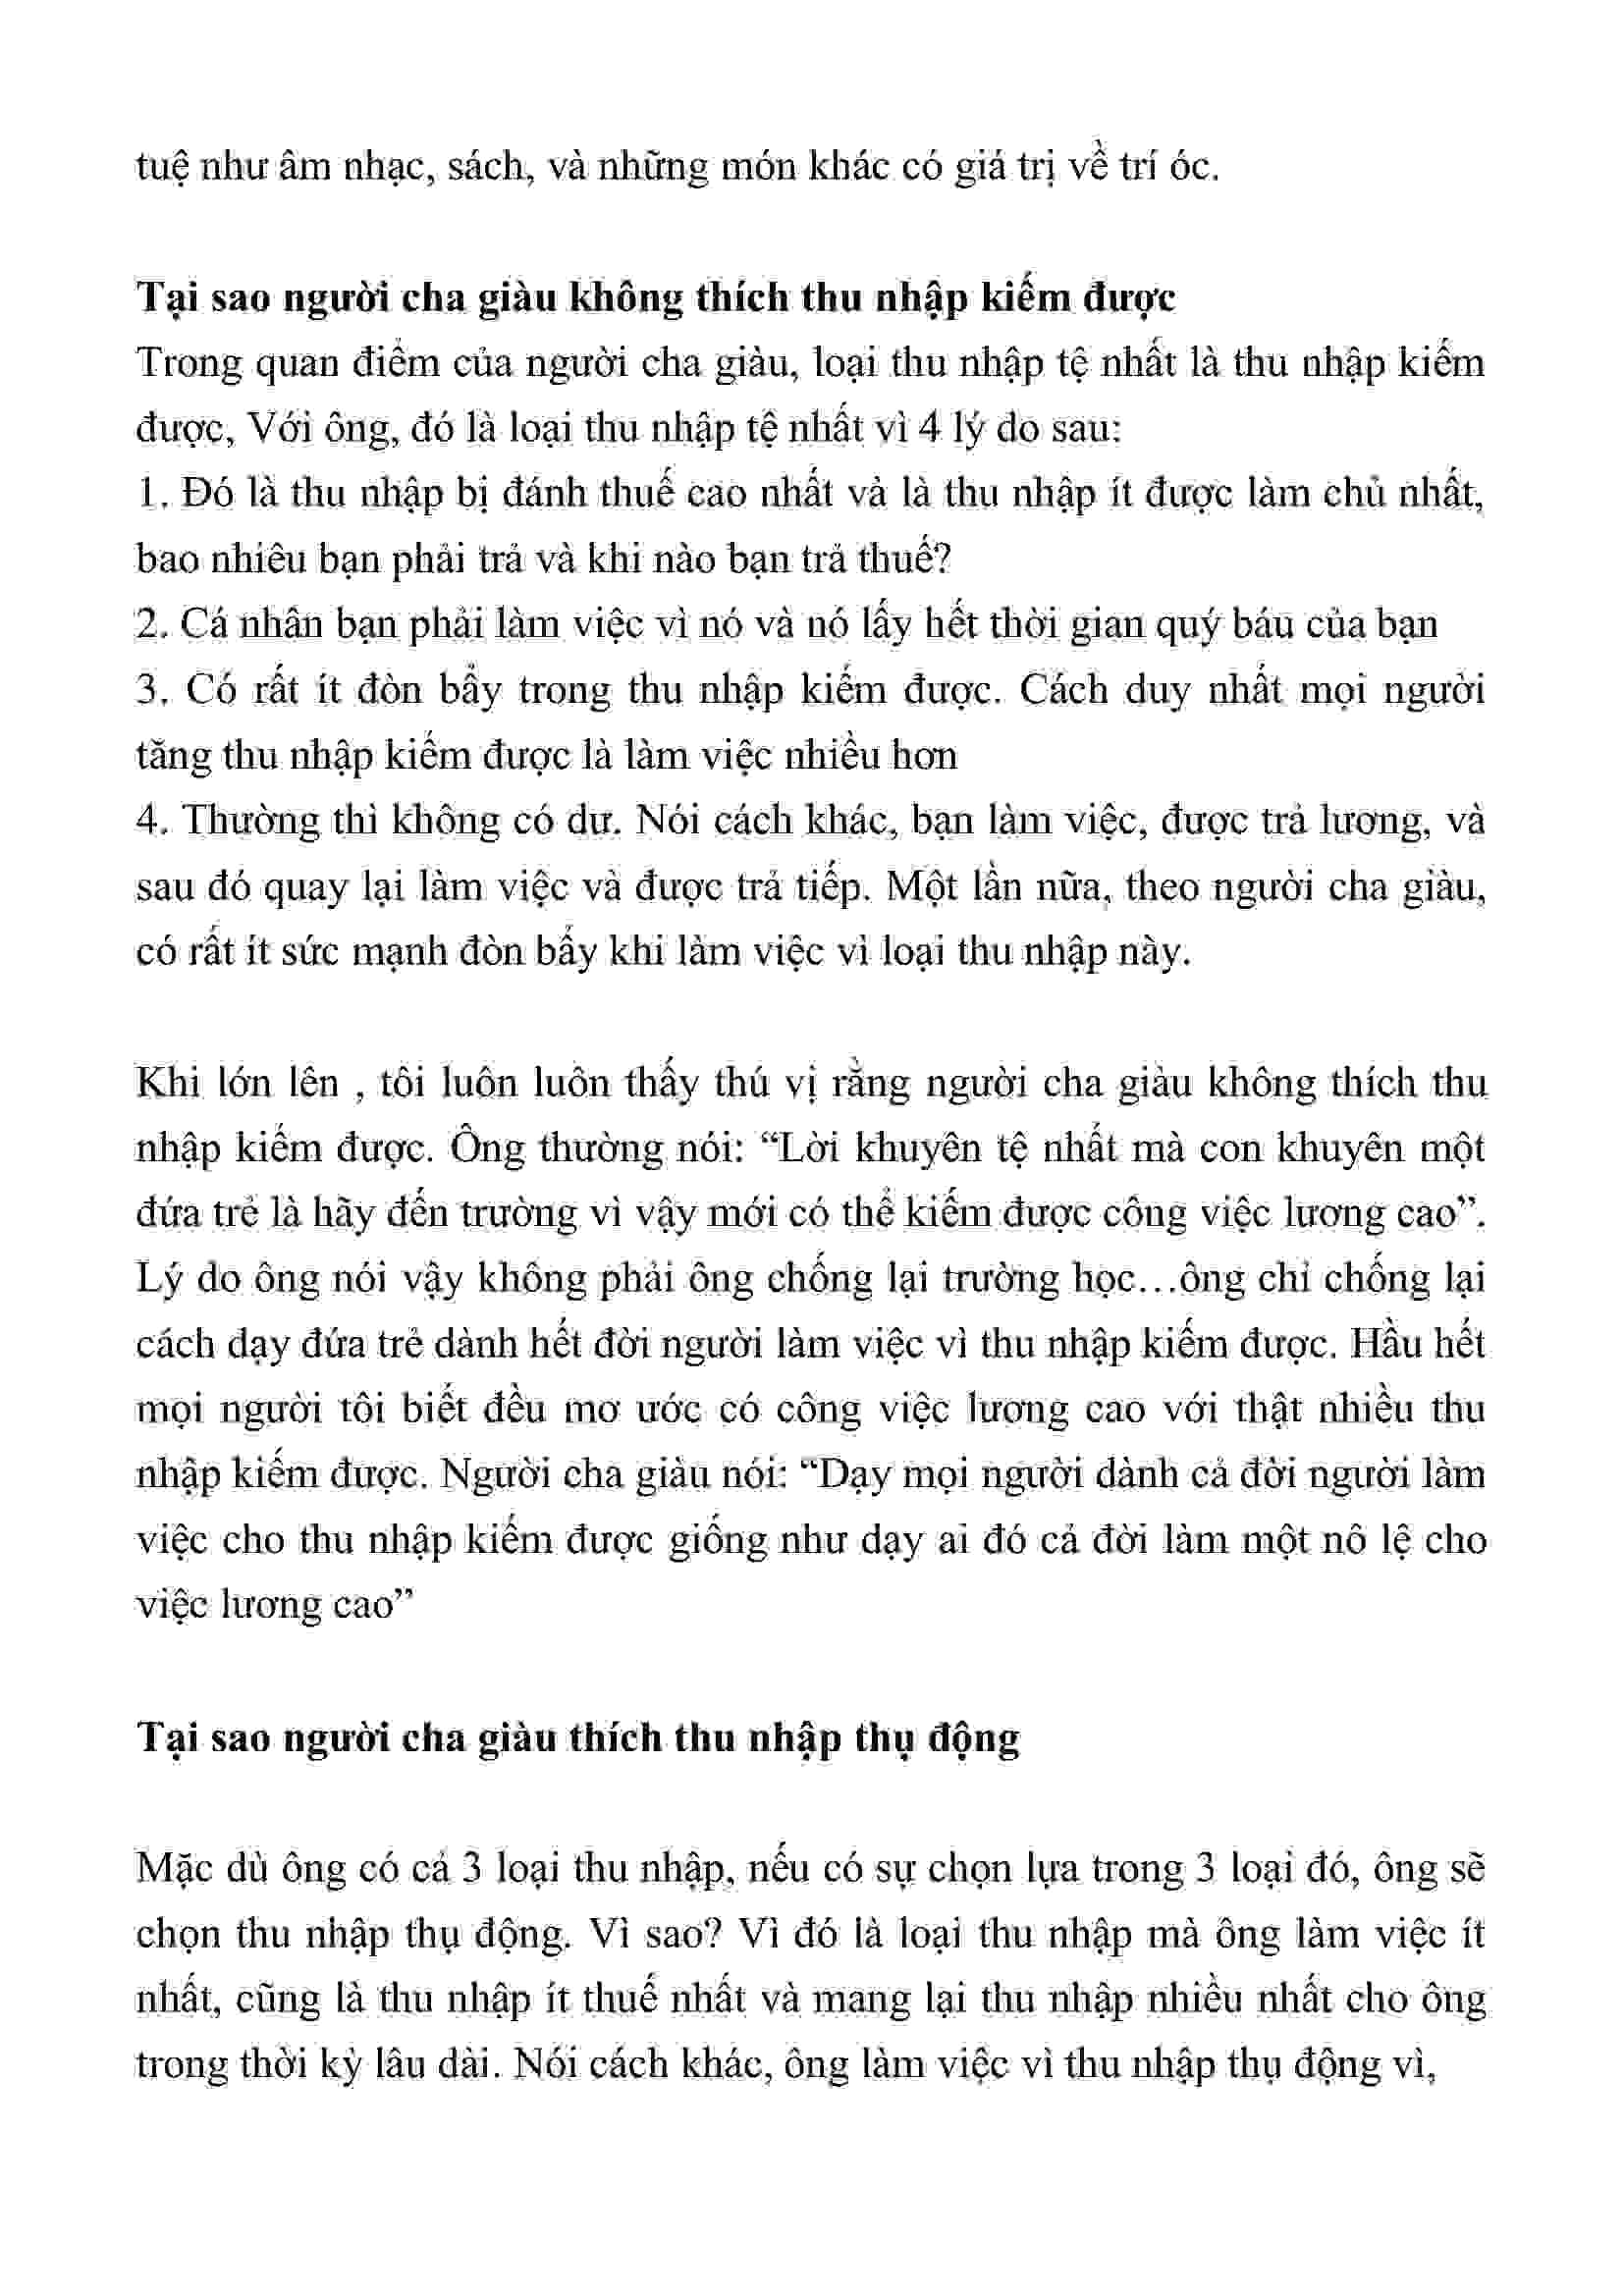 tuệ như âm nhạc, sách, và những món khác có giá trị về trí óc.
Tại sao người cha giàu không thích thu nhập kiếm được
Trong quan điểm của người cha giàu, loại thu nhập tệ nhất là thu nhập kiếm
được, Với ông, đó là loại thu nhập tệ nhất vì 4 lý do sau:
1. Đó là thu nhập bị đánh thuế cao nhất và là thu nhập ít được làm chủ nhất,
bao nhiêu bạn phải trả và khi nào bạn trả thuế?
2. Cá nhân bạn phải làm việc vì nó và nó lấy hết thời gian quý báu của bạn
3. Có rất ít đòn bẩy trong thu nhập kiếm được. Cách duy nhất mọi người
tăng thu nhập kiếm được là làm việc nhiều hơn
4. Thường thì không có dư. Nói cách khác, bạn làm việc, được trả lương, và
sau đó quay lại làm việc và được trả tiếp. Một lần nữa, theo người cha giàu,
có rất ít sức mạnh đòn bẩy khi làm việc vì loại thu nhập này.
Khi lớn lên , tôi luôn luôn thấy thú vị rằng người cha giàu không thích thu
nhập kiếm được. Ông thường nói: “Lời khuyên tệ nhất mà con khuyên một
đứa trẻ là hãy đến trường vì vậy mới có thể kiếm được công việc lương cao”.
Lý do ông nói vậy không phải ông chống lại trường học…ông chỉ chống lại
cách dạy đứa trẻ dành hết đời người làm việc vì thu nhập kiếm được. Hầu hết
mọi người tôi biết đều mơ ước có công việc lương cao với thật nhiều thu
nhập kiếm được. Người cha giàu nói: “Dạy mọi người dành cả đời người làm
việc cho thu nhập kiếm được giống như dạy ai đó cả đời làm một nô lệ cho
việc lương cao”
Tại sao người cha giàu thích thu nhập thụ động
Mặc dù ông có cả 3 loại thu nhập, nếu có sự chọn lựa trong 3 loại đó, ông sẽ
chọn thu nhập thụ động. Vì sao? Vì đó là loại thu nhập mà ông làm việc ít
nhất, cũng là thu nhập ít thuế nhất và mang lại thu nhập nhiều nhất cho ông
trong thời kỳ lâu dài. Nói cách khác, ông làm việc vì thu nhập thụ động vì,